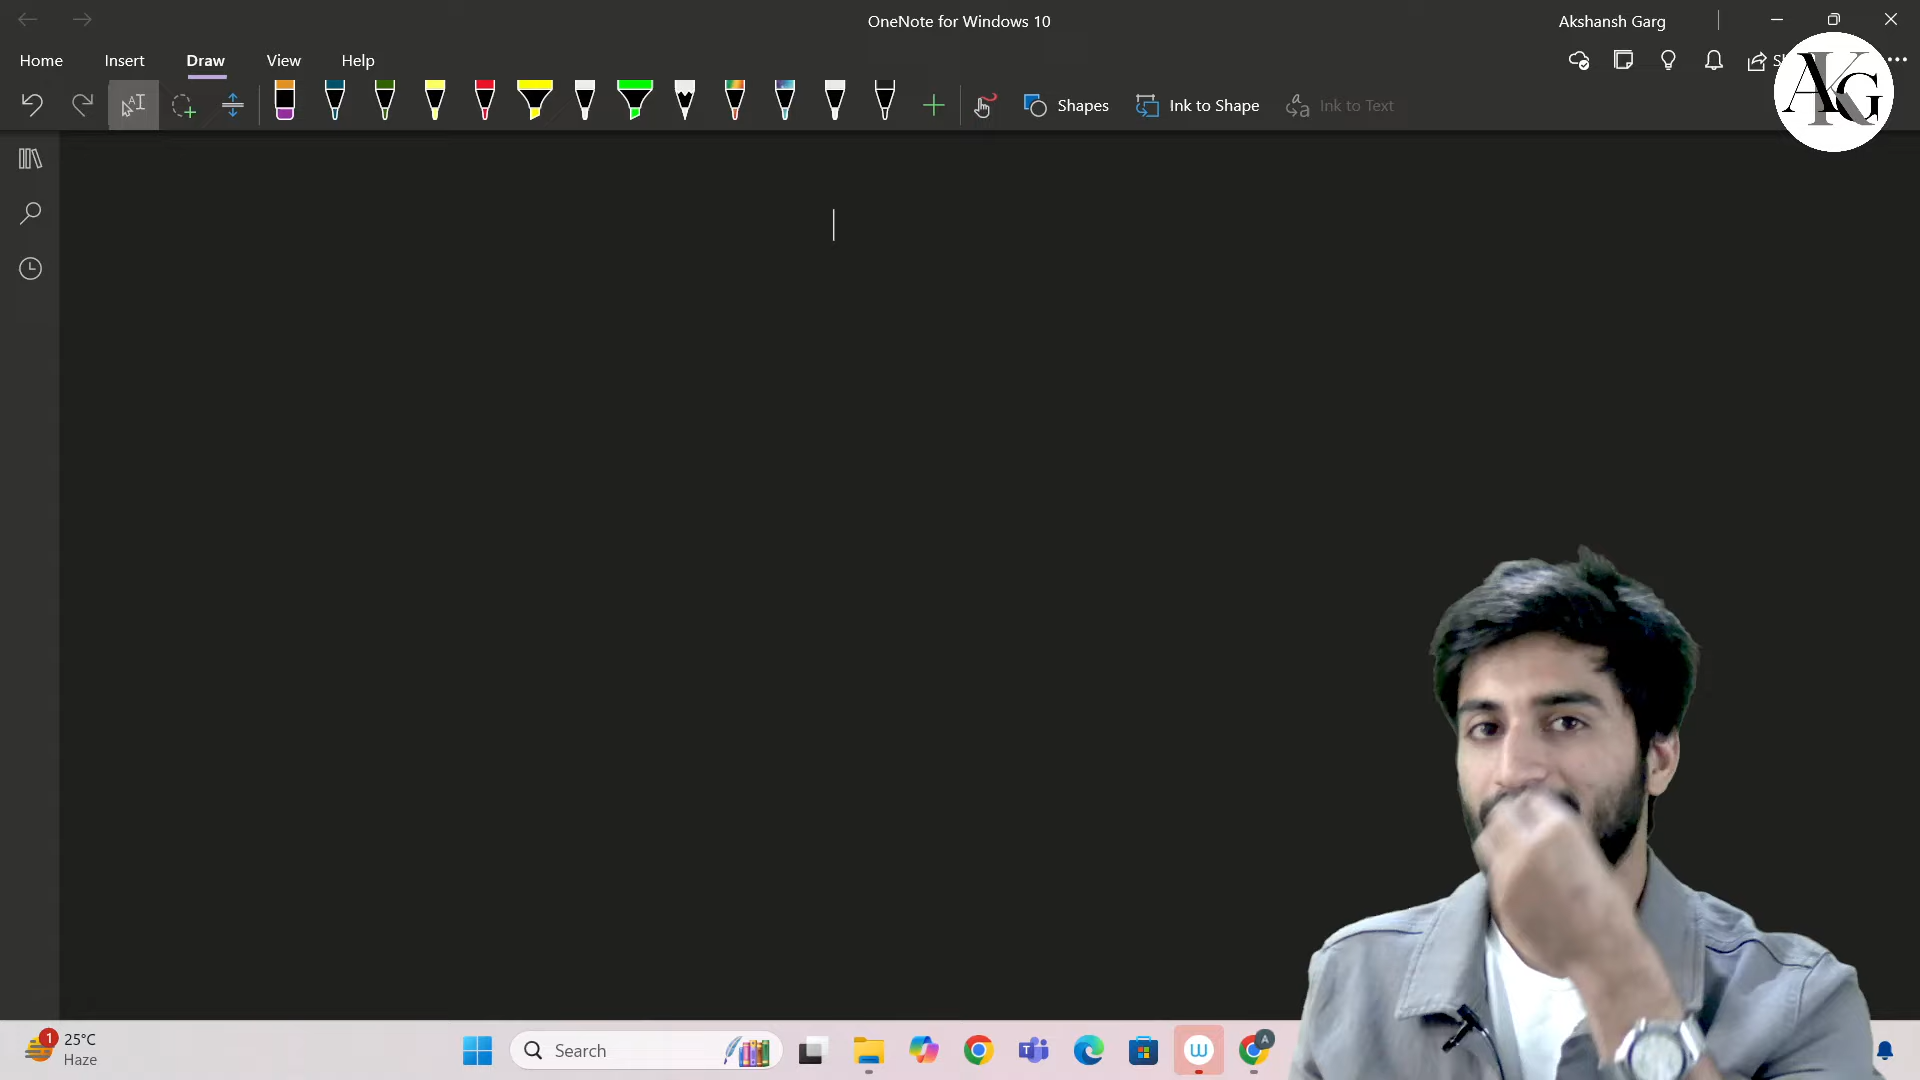 OneNote for Windows 10
Akshansh Garg
Home Insert Draw View Help
Shapes Ink to Shape Ink to Text
AKG
1 25°C
Haze
Search
A